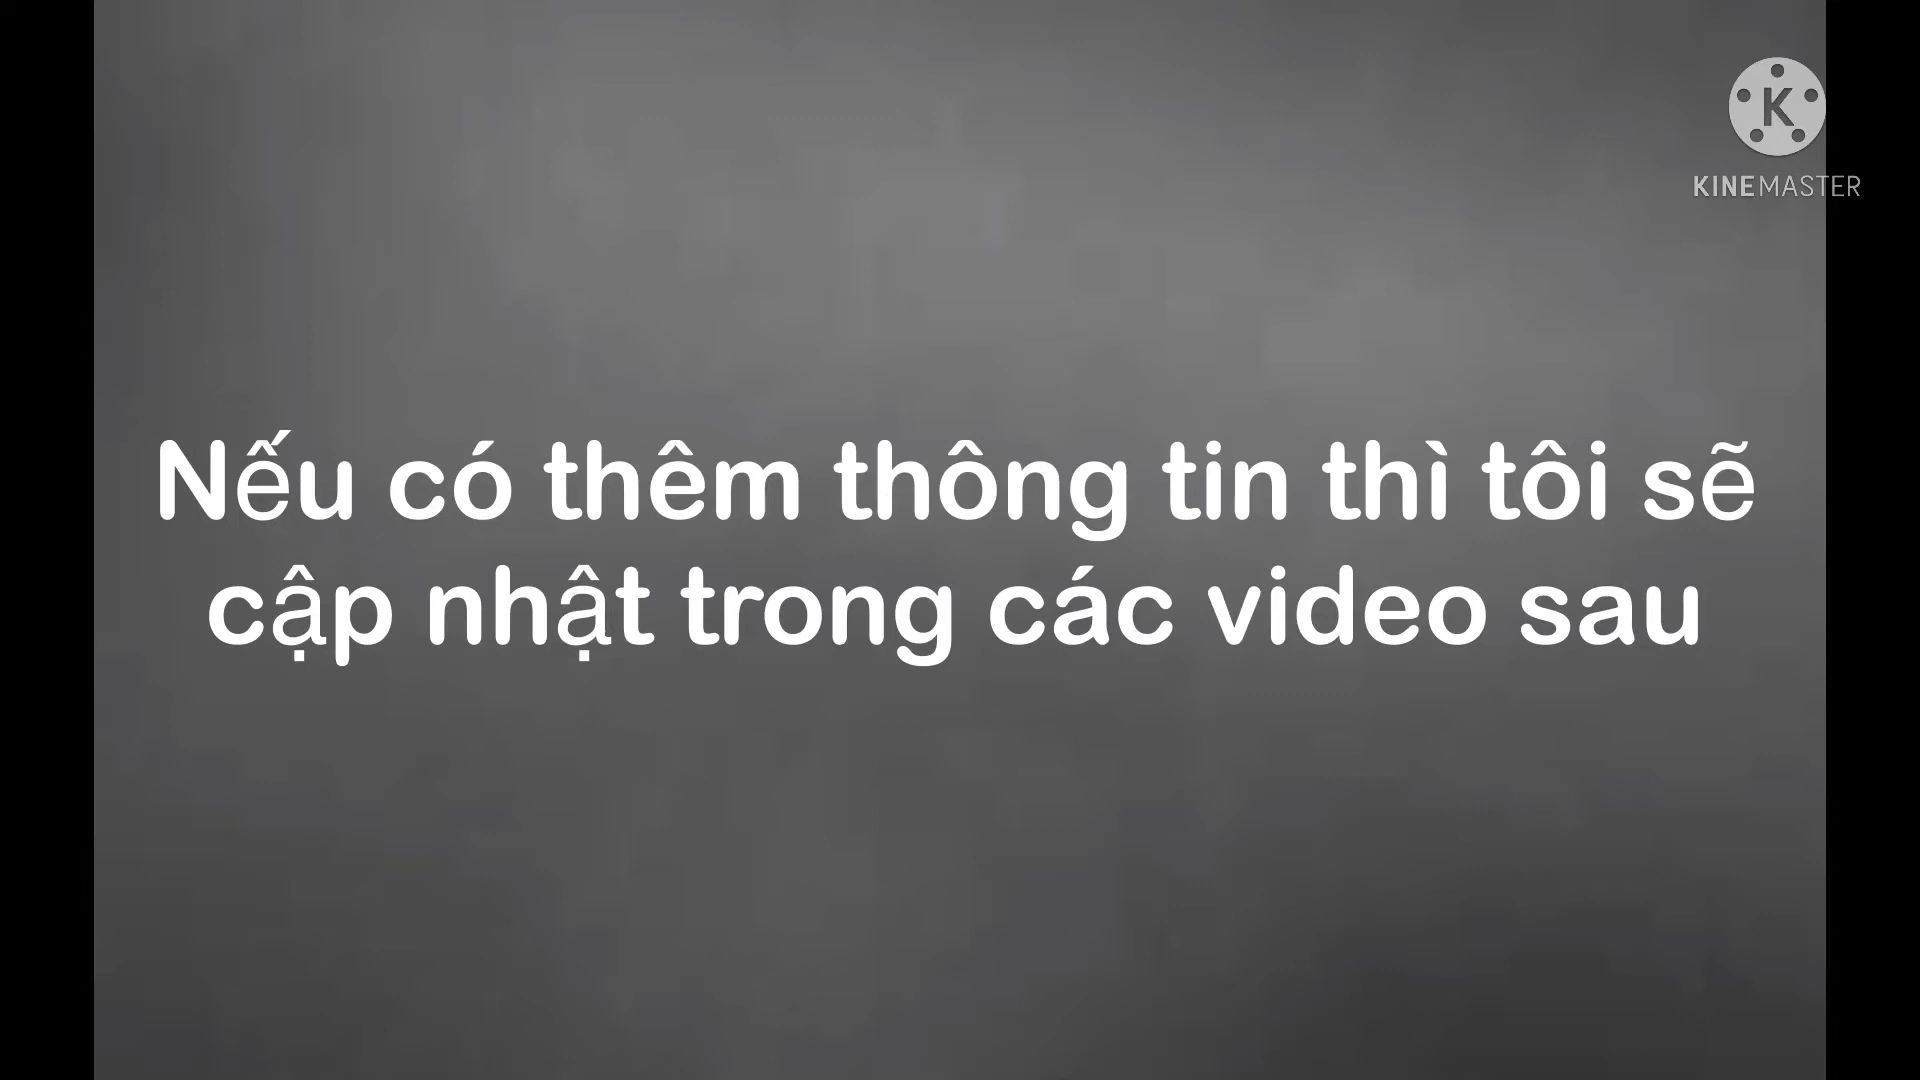 K
KINEMASTER
Nếu có thêm thông tin thì tôi sẽ
cập nhật trong các video sau